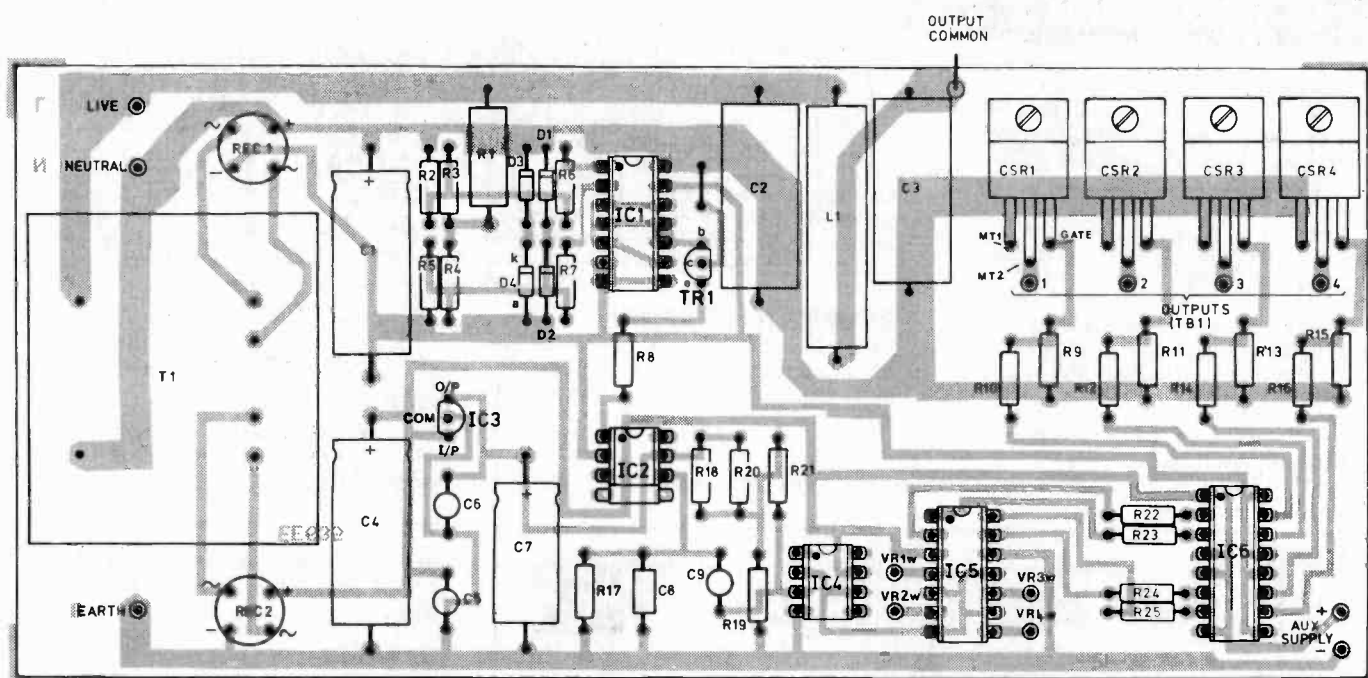 OUTPUT
COMMON
LIVE
NEUTRAL
~
REC1
+
-
~
R2
R3
R1
D3
D1
R6
IC1
C2
L1
C3
CSR1
CSR2
CSR3
CSR4
+
R5
R4
k
D4
a
D2
R7
b
c
e
TR1
MT1
GATE
MT2
1
2
3
4
OUTPUTS
(TB1)
T1
R8
R10
R9
R12
R11
R14
R13
R16
R15
O/P
COM
IC3
I/P
+
C4
C6
+
C7
IC2
R18
R20
R21
EE030
R22
R23
R24
R25
IC6
IC5
IC4
VR1w
VR2w
VR3w
R17
C8
C9
R19
EARTH
~
REC2
+
-
~
+
AUX
SUPPLY
-